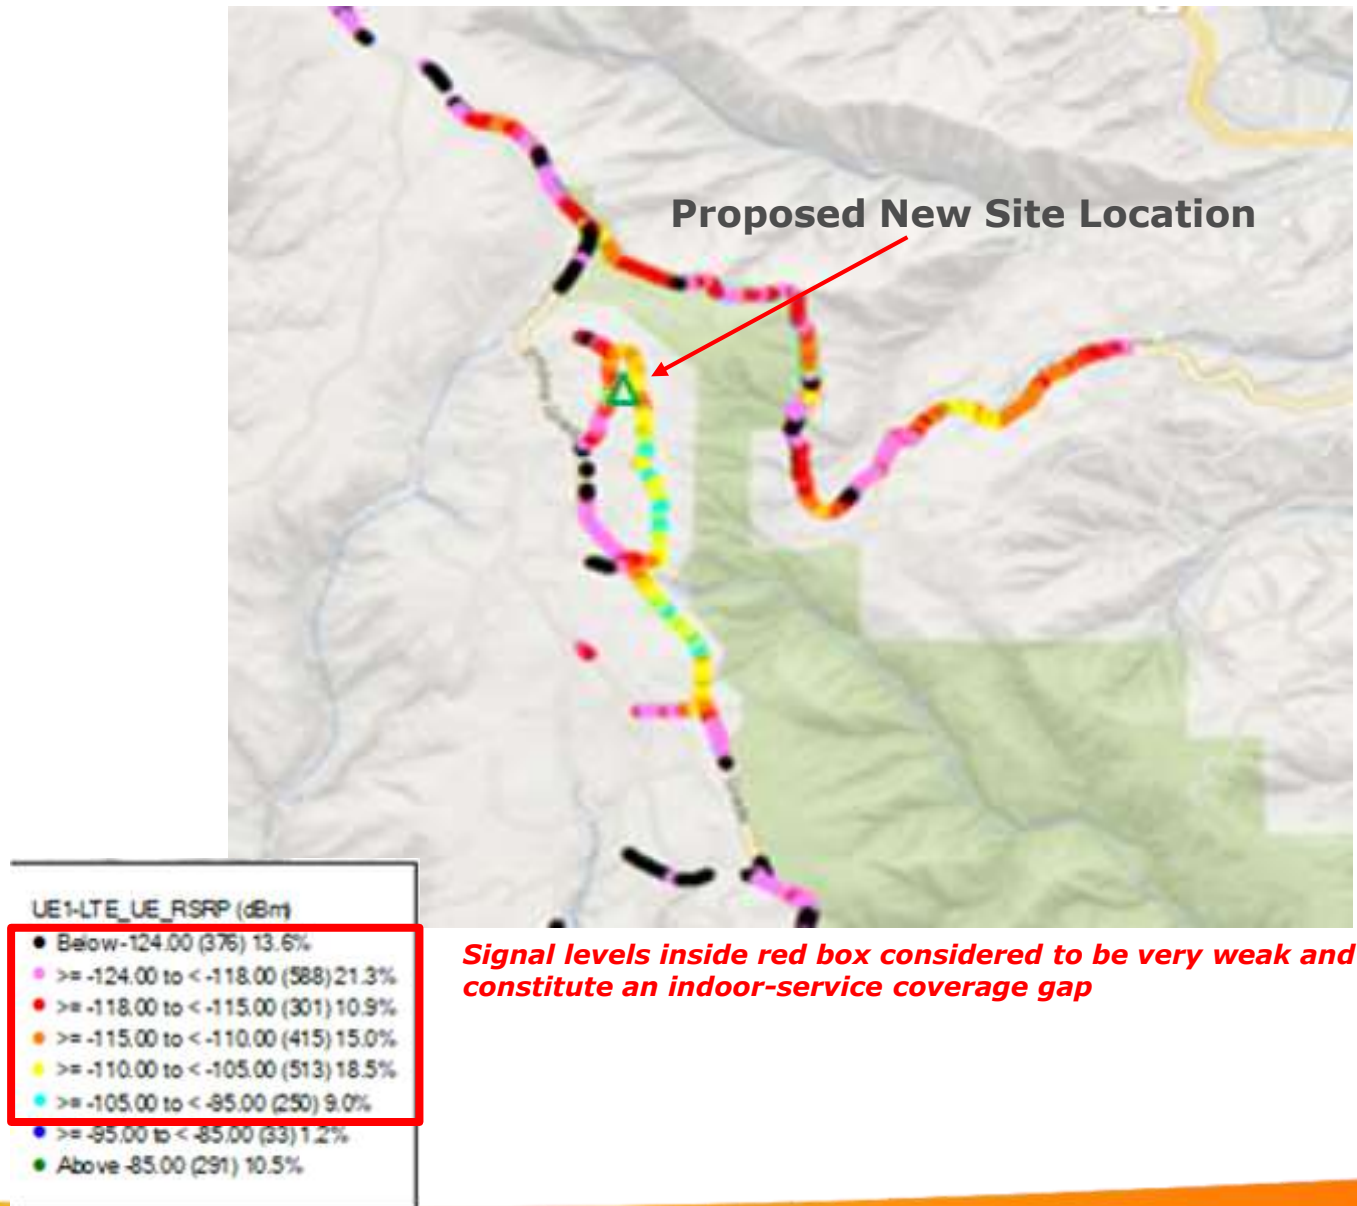 Proposed New Site Location
UE1-LTE_UE_RSRP (dBm)
Below -124.00 (376) 13.6%
>= -124.00 to < -118.00 (588) 21.3%
>= -118.00 to < -115.00 (301) 10.9%
>= -115.00 to < -110.00 (415) 15.0%
>= -110.00 to < -105.00 (513) 18.5%
>= -105.00 to < -95.00 (250) 9.0%
>= -95.00 to < -85.00 (33) 1.2%
Above -85.00 (291) 10.5%
Signal levels inside red box considered to be very weak and
constitute an indoor-service coverage gap